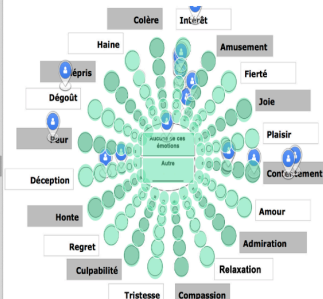 Colère
Intérêt
Haine
Amusement
Mépris
Fierté
Dégoût
Joie
Peur
Plaisir
Aucune de ces
émotions
Autre
Déception
Contentement
Honte
Amour
Regret
Admiration
Culpabilité
Relaxation
Tristesse
Compassion